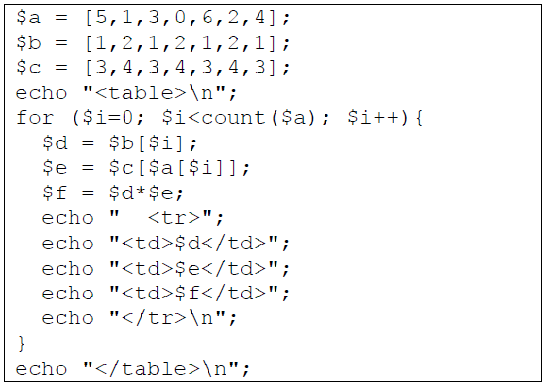 $a = [5,1,3,0,6,2,4];
$b = [1,2,1,2,1,2,1];
$c = [3,4,3,4,3,4,3];
echo "<table>\n";
for ($i=0; $i<count($a); $i++){
  $d = $b[$i];
  $e = $c[$a[$i]];
  $f = $d*$e;
  echo "  <tr>";
  echo "<td>$d</td>";
  echo "<td>$e</td>";
  echo "<td>$f</td>";
  echo "</tr>\n";
}
echo "</table>\n";